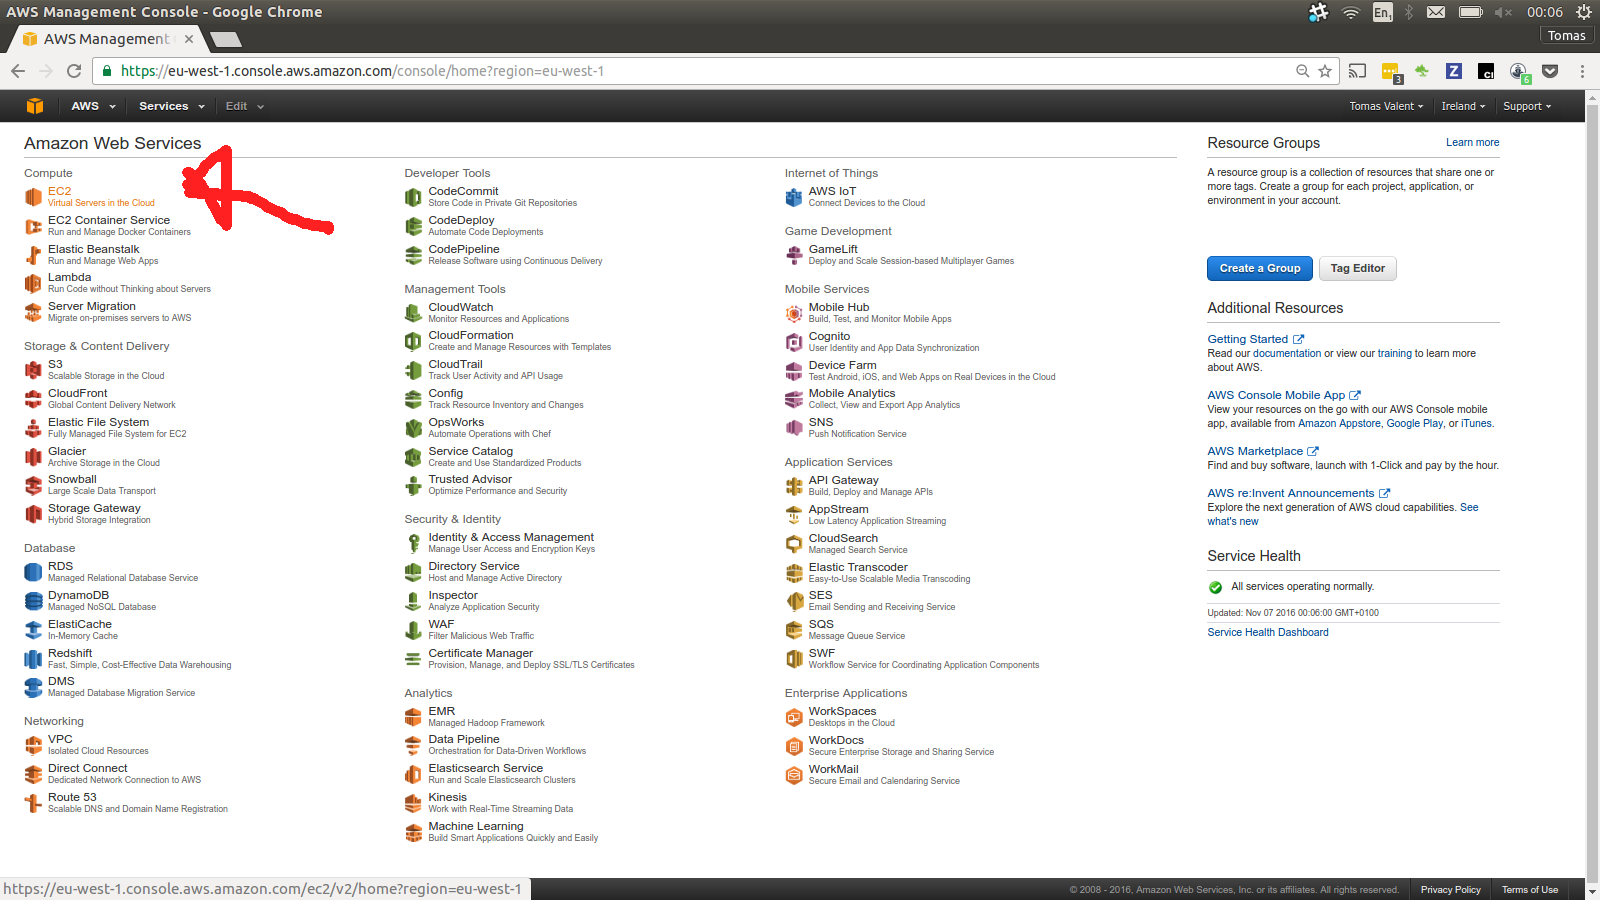 AWS Management Console - Google Chrome
En1
00:06
AWS Management
Tomas
https://eu-west-1.console.aws.amazon.com/console/home?region=eu-west-1
3
Z
6
AWS
Services
Edit
Tomas Valent
Ireland
Support
Amazon Web Services
Compute
EC2
Virtual Servers in the Cloud
EC2 Container Service
Run and Manage Docker Containers
Elastic Beanstalk
Run and Manage Web Apps
Lambda
Run Code without Thinking about Servers
Server Migration
Migrate on-premises servers to AWS
Storage & Content Delivery
S3
Scalable Storage in the Cloud
CloudFront
Global Content Delivery Network
Elastic File System
Fully Managed File System for EC2
Glacier
Archive Storage in the Cloud
Snowball
Large Scale Data Transport
Storage Gateway
Hybrid Storage Integration
Database
RDS
Managed Relational Database Service
DynamoDB
Managed NoSQL Database
ElastiCache
In-Memory Cache
Redshift
Fast, Simple, Cost-Effective Data Warehousing
DMS
Managed Database Migration Service
Networking
VPC
Isolated Cloud Resources
Direct Connect
Dedicated Network Connection to AWS
Route 53
Scalable DNS and Domain Name Registration
Developer Tools
CodeCommit
Store Code in Private Git Repositories
CodeDeploy
Automate Code Deployments
CodePipeline
Release Software using Continuous Delivery
Management Tools
CloudWatch
Monitor Resources and Applications
CloudFormation
Create and Manage Resources with Templates
CloudTrail
Track User Activity and API Usage
Config
Track Resource Inventory and Changes
OpsWorks
Automate Operations with Chef
Service Catalog
Create and Use Standardized Products
Trusted Advisor
Optimize Performance and Security
Security & Identity
Identity & Access Management
Manage User Access and Encryption Keys
Directory Service
Host and Manage Active Directory
Inspector
Analyze Application Security
WAF
Filter Malicious Web Traffic
Certificate Manager
Provision, Manage, and Deploy SSL/TLS Certificates
Analytics
EMR
Managed Hadoop Framework
Data Pipeline
Orchestration for Data-Driven Workflows
Elasticsearch Service
Run and Scale Elasticsearch Clusters
Kinesis
Work with Real-Time Streaming Data
Machine Learning
Build Smart Applications Quickly and Easily
Internet of Things
AWS IoT
Connect Devices to the Cloud
Game Development
GameLift
Deploy and Scale Session-based Multiplayer Games
Mobile Services
Mobile Hub
Build, Test, and Monitor Mobile Apps
Cognito
User Identity and App Data Synchronization
Device Farm
Test Android, iOS, and Web Apps on Real Devices in the Cloud
Mobile Analytics
Collect, View and Export App Analytics
SNS
Push Notification Service
Application Services
API Gateway
Build, Deploy and Manage APIs
AppStream
Low Latency Application Streaming
CloudSearch
Managed Search Service
Elastic Transcoder
Easy-to-Use Scalable Media Transcoding
SES
Email Sending and Receiving Service
SQS
Message Queue Service
SWF
Workflow Service for Coordinating Application Components
Enterprise Applications
WorkSpaces
Desktops in the Cloud
WorkDocs
Secure Enterprise Storage and Sharing Service
WorkMail
Secure Email and Calendaring Service
Resource Groups
Learn more
A resource group is a collection of resources that share one or
more tags. Create a group for each project, application, or
environment in your account.
Create a Group
Tag Editor
Additional Resources
Getting Started
Read our documentation or view our training to learn more
about AWS.
AWS Console Mobile App
View your resources on the go with our AWS Console mobile
app, available from Amazon Appstore, Google Play, or iTunes.
AWS Marketplace
Find and buy software, launch with 1-Click and pay by the hour.
AWS re:Invent Announcements
Explore the next generation of AWS cloud capabilities. See
what's new
Service Health
All services operating normally.
Updated: Nov 07 2016 00:06:00 GMT+0100
Service Health Dashboard
https://eu-west-1.console.aws.amazon.com/ec2/v2/home?region=eu-west-1
© 2008 - 2016, Amazon Web Services, Inc. or its affiliates. All rights reserved.
Privacy Policy
Terms of Use